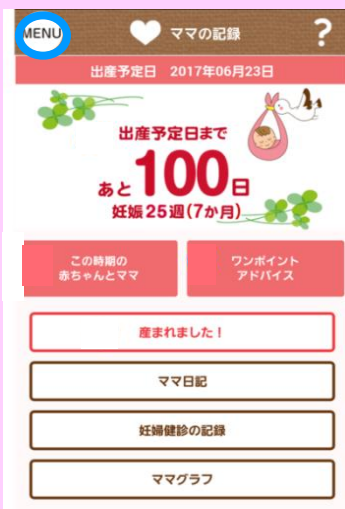 MENU ママの記録 ?
出産予定日 2017年06月23日
出産予定日まで
あと100日
妊娠25週(7か月)
この時期の
赤ちゃんとママ
ワンポイント
アドバイス
産まれました!
ママ日記
妊婦健診の記録
ママグラフ